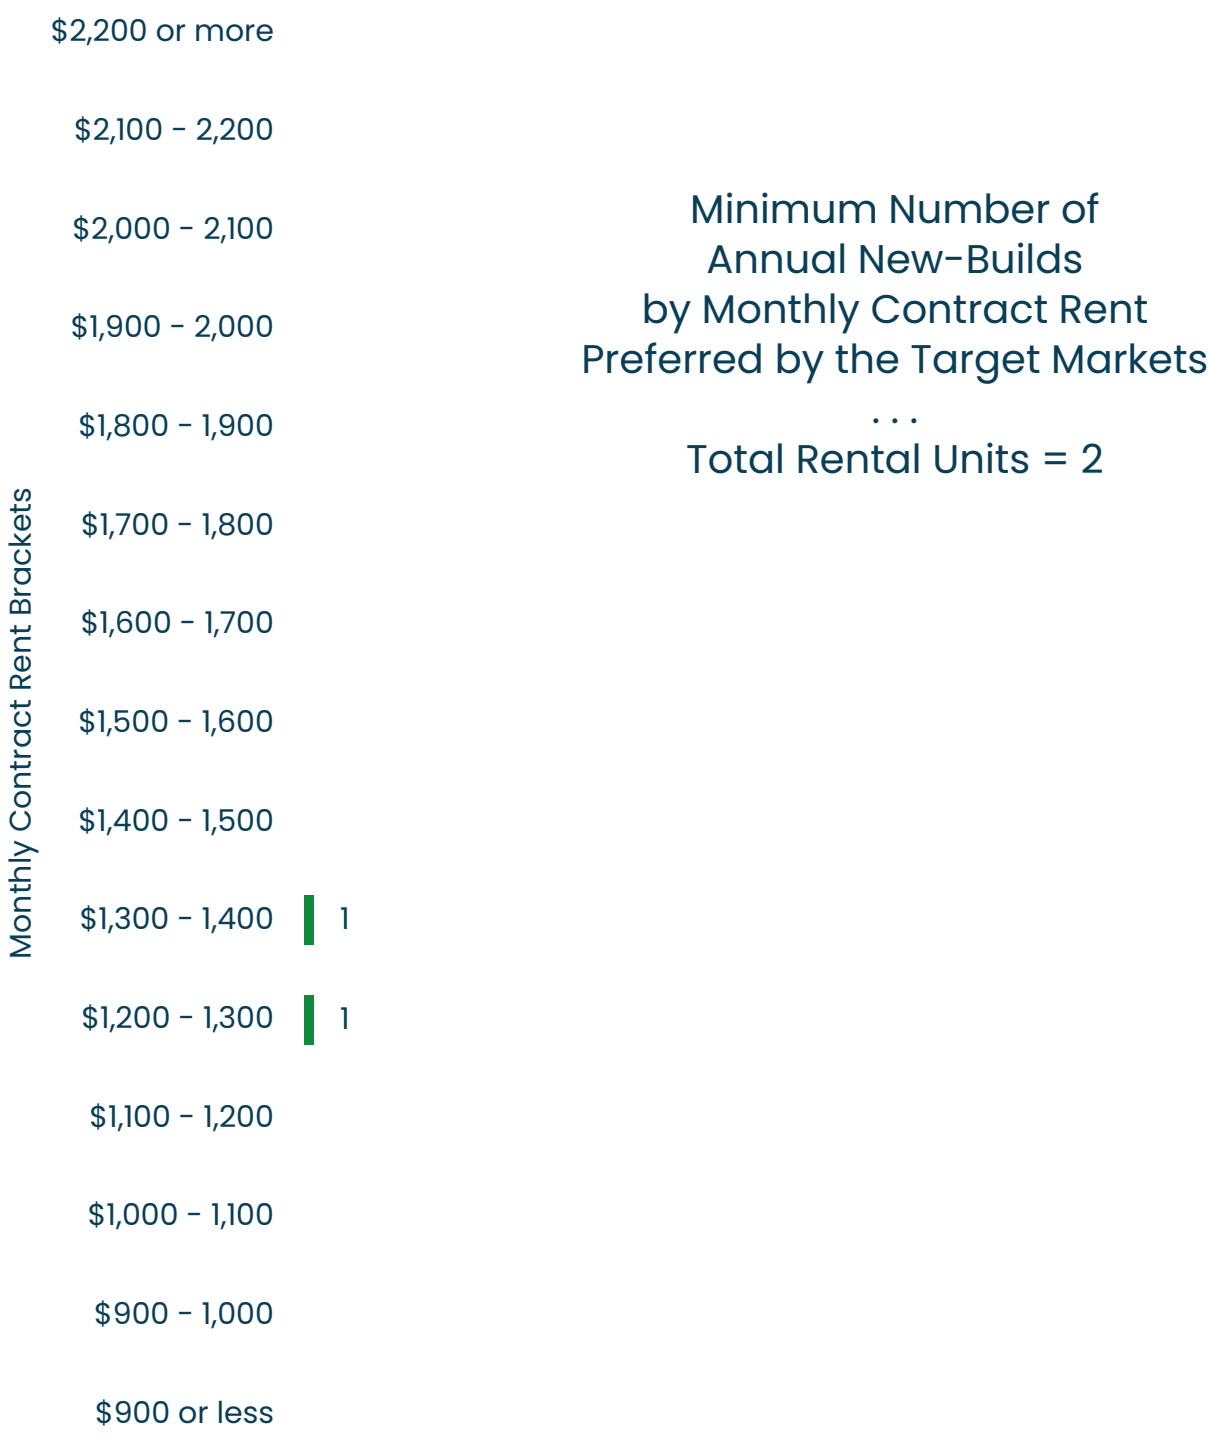 $2,200 or more
$2,100 - 2,200
$2,000 - 2,100
$1,900 - 2,000
$1,800 - 1,900
$1,700 - 1,800
$1,600 - 1,700
$1,500 - 1,600
$1,400 - 1,500
$1,300 - 1,400 1
$1,200 - 1,300 1
$1,100 - 1,200
$1,000 - 1,100
$900 - 1,000
$900 or less
Monthly Contract Rent Brackets
Minimum Number of
Annual New-Builds
by Monthly Contract Rent
Preferred by the Target Markets
. . .
Total Rental Units = 2